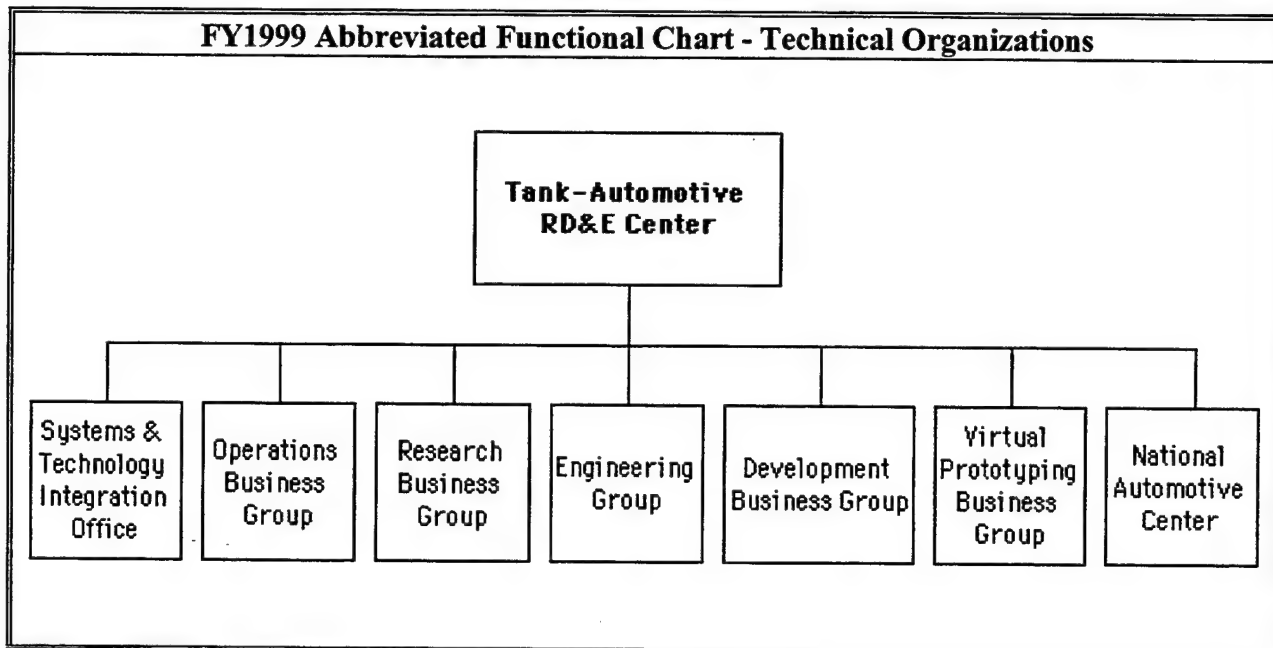 FY1999 Abbreviated Functional Chart - Technical Organizations
Tank-Automotive
RD&E Center
Systems &
Technology
Integration
Office
Operations
Business
Group
Research
Business
Group
Engineering
Group
Development
Business Group
Virtual
Prototyping
Business
Group
National
Automotive
Center